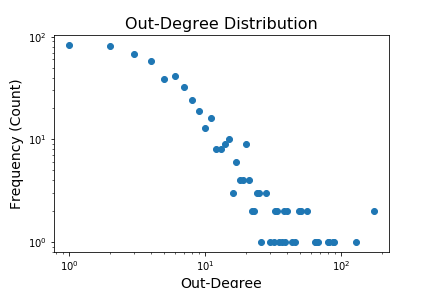 Out-Degree Distribution
Frequency (Count)
10²
10¹
10⁰
10⁰
10¹
10²
Out-Degree